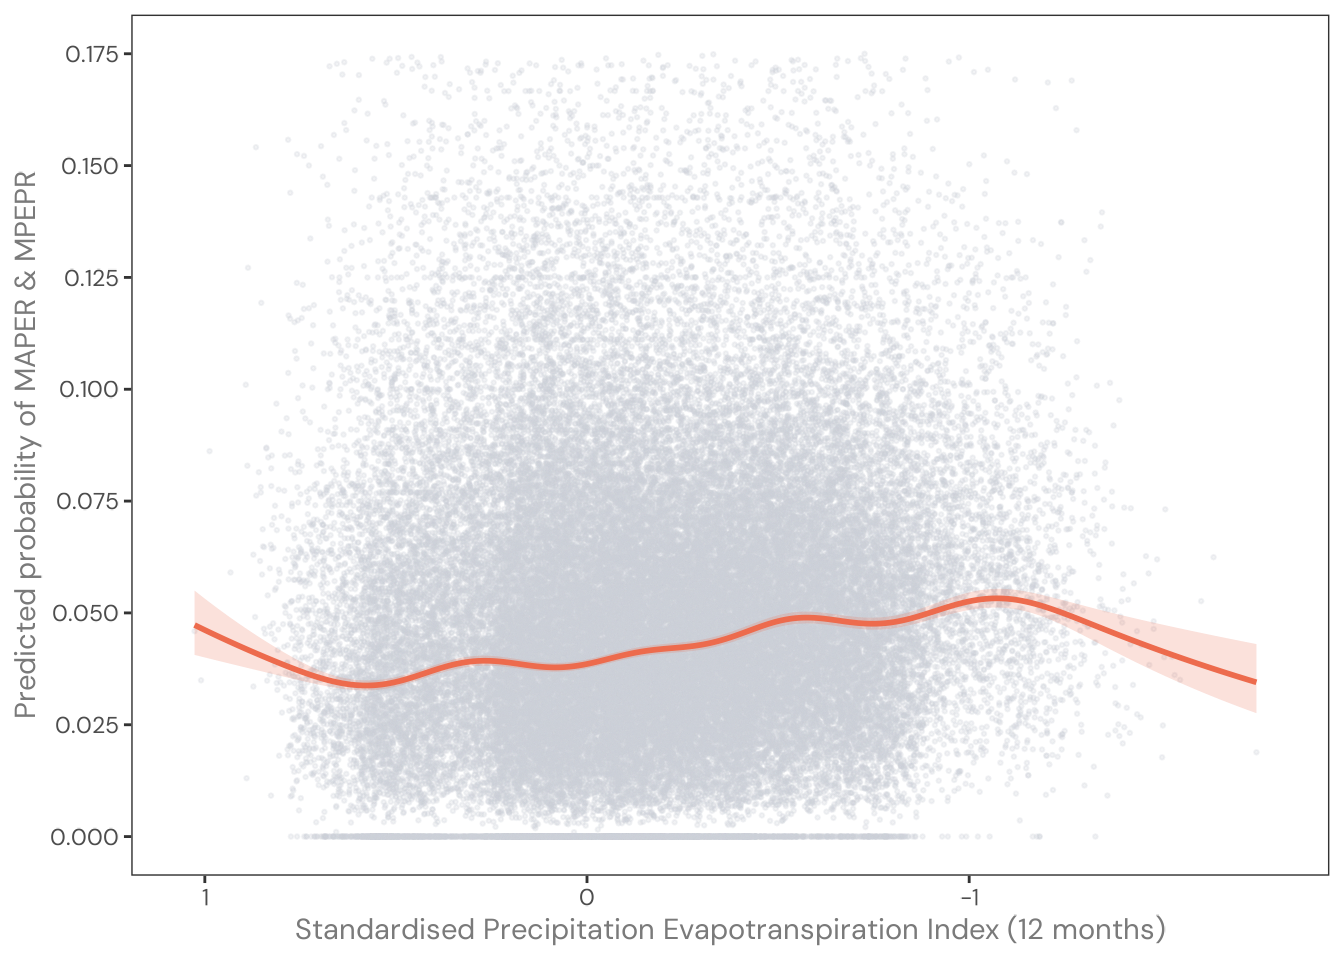 Predicted probability of MAPER & MPEPR
0.175
0.150
0.125
0.100
0.075
0.050
0.025
0.000
1 0 -1
Standardised Precipitation Evapotranspiration Index (12 months)